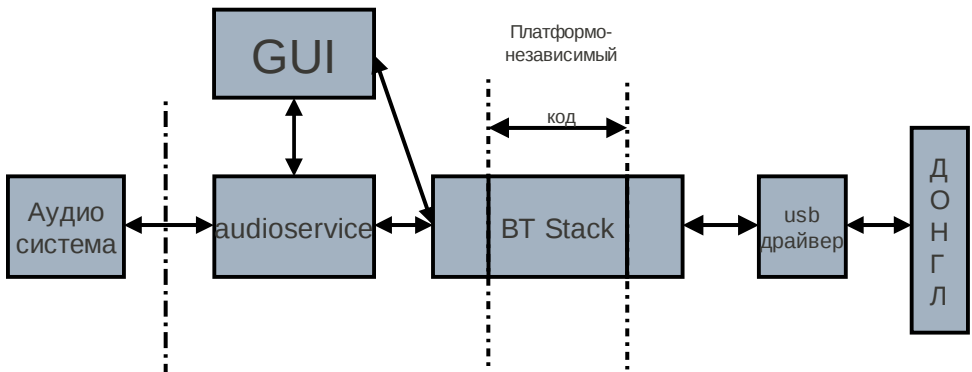 GUI
Платформо-
независимый
код
Аудио
система
audioservice
BT Stack
usb
драйвер
Д
О
Н
Г
Л